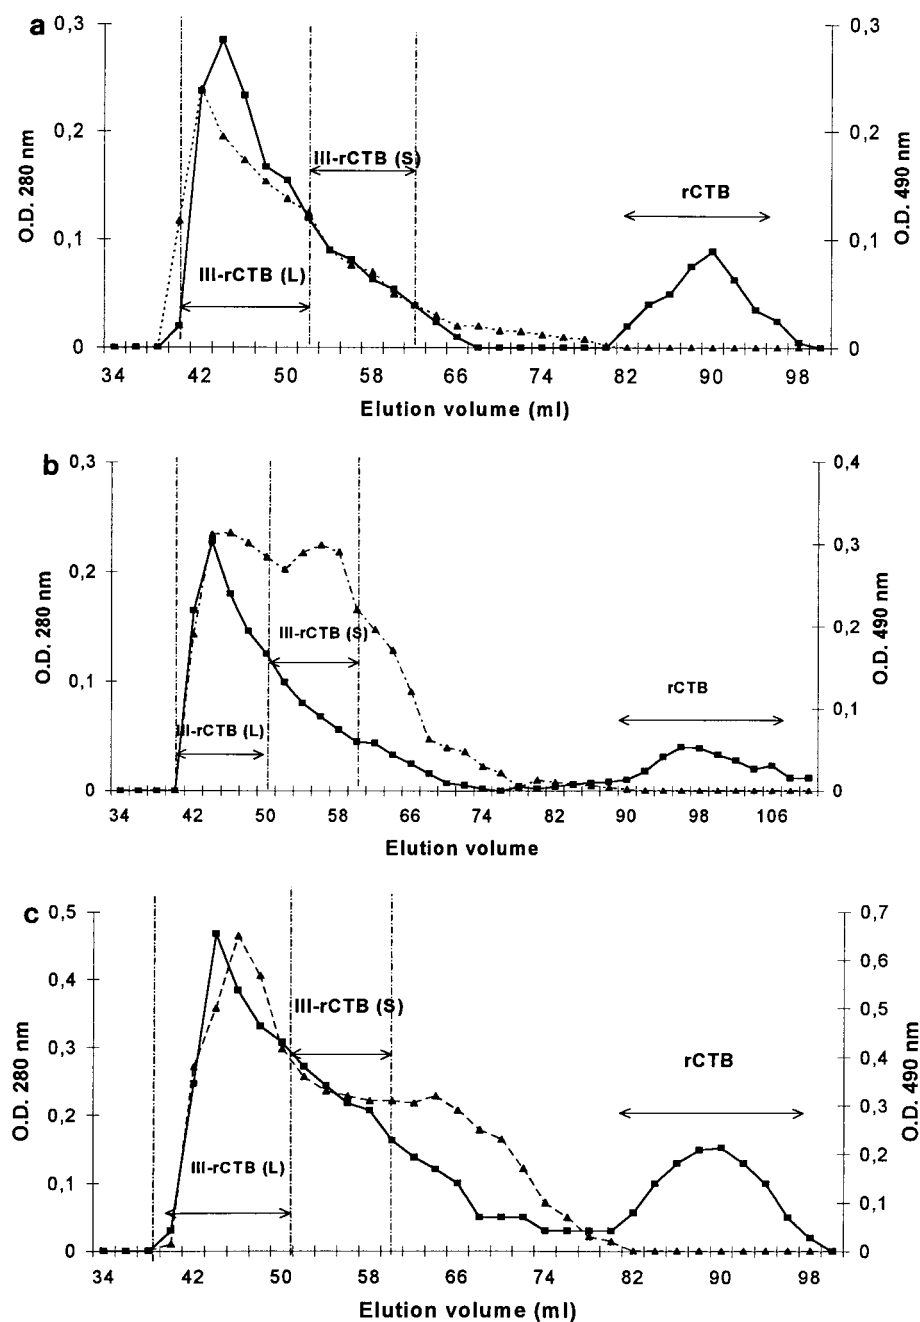 a
0,3
0,2
0,1
0
O.D. 280 nm
III-rCTB (L)
III-rCTB (S)
rCTB
0,3
0,2
0,1
0
O.D. 490 nm
34 42 50 58 66 74 82 90 98
Elution volume (ml)
b
0,3
0,2
0,1
0
O.D. 280 nm
III-rCTB (L)
III-rCTB (S)
rCTB
0,4
0,3
0,2
0,1
0
O.D. 490 nm
34 42 50 58 66 74 82 90 98 106
Elution volume
c
0,5
0,4
0,3
0,2
0,1
0
O.D. 280 nm
III-rCTB (L)
III-rCTB (S)
rCTB
0,7
0,6
0,5
0,4
0,3
0,2
0,1
0
O.D. 490 nm
34 42 50 58 66 74 82 90 98
Elution volume (ml)